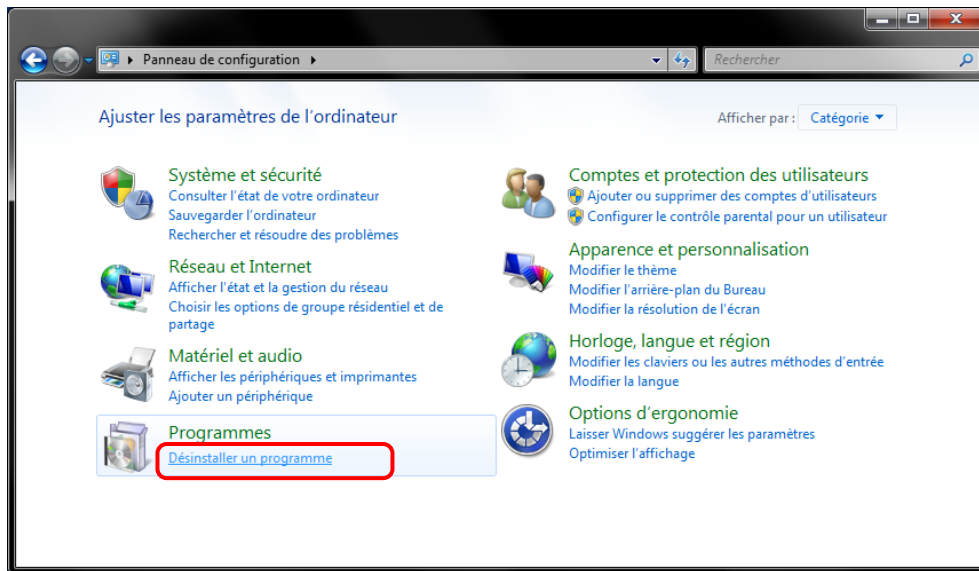 Panneau de configuration
Rechercher
Ajuster les paramètres de l'ordinateur
Afficher par :
Catégorie
Système et sécurité
Consulter l'état de votre ordinateur
Sauvegarder l'ordinateur
Rechercher et résoudre des problèmes
Réseau et Internet
Afficher l'état et la gestion du réseau
Choisir les options de groupe résidentiel et de
partage
Matériel et audio
Afficher les périphériques et imprimantes
Ajouter un périphérique
Programmes
Désinstaller un programme
Comptes et protection des utilisateurs
Ajouter ou supprimer des comptes d'utilisateurs
Configurer le contrôle parental pour un utilisateur
Apparence et personnalisation
Modifier le thème
Modifier l'arrière-plan du Bureau
Modifier la résolution de l'écran
Horloge, langue et région
Modifier les claviers ou les autres méthodes d'entrée
Modifier la langue
Options d'ergonomie
Laisser Windows suggérer les paramètres
Optimiser l'affichage